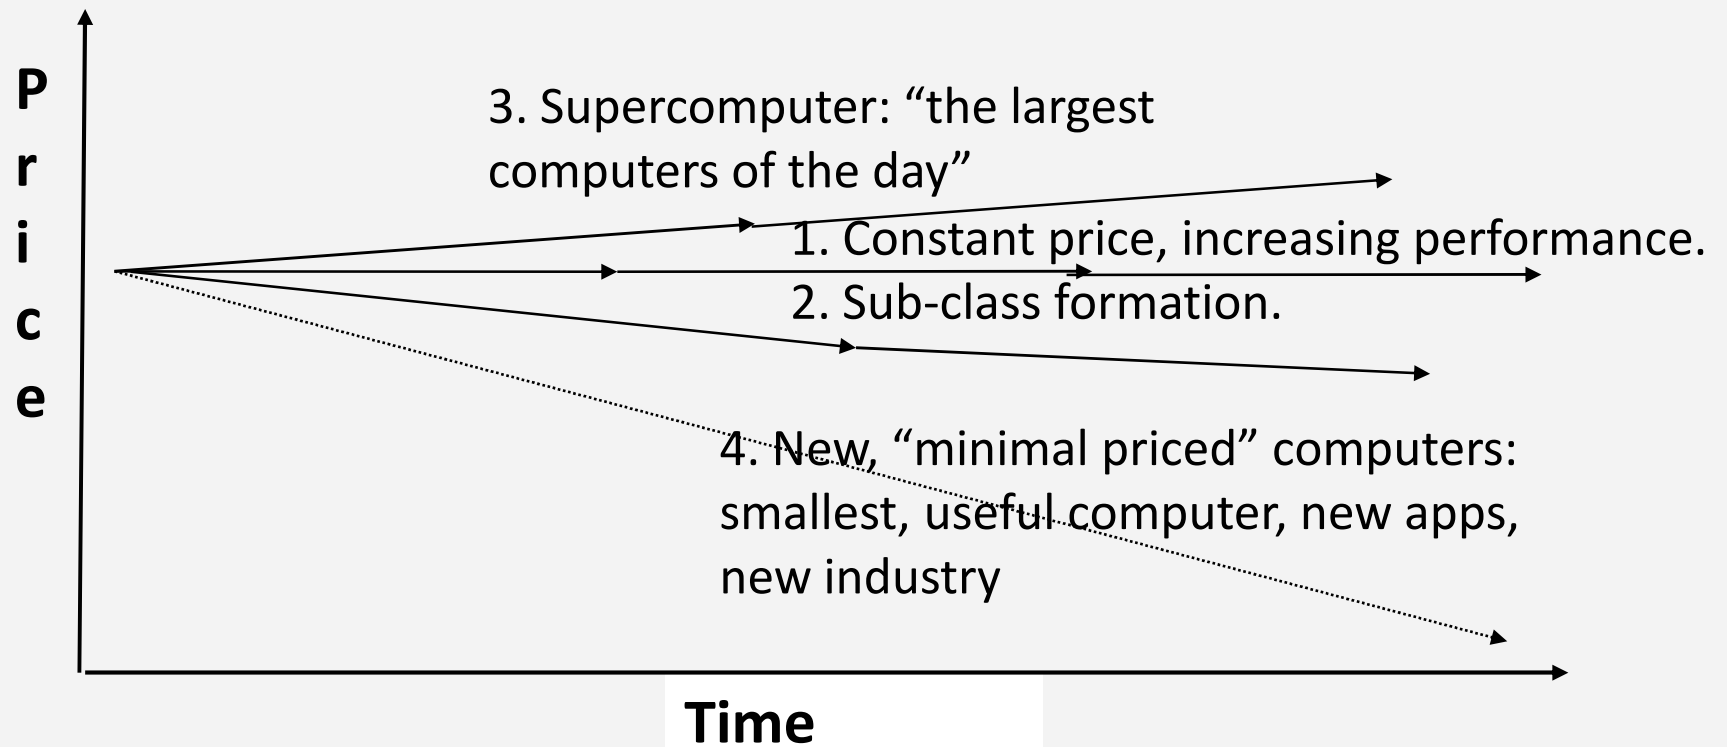 Price
3. Supercomputer: “the largest
computers of the day”
1. Constant price, increasing performance.
2. Sub-class formation.
4. New, “minimal priced” computers:
smallest, useful computer, new apps,
new industry
Time